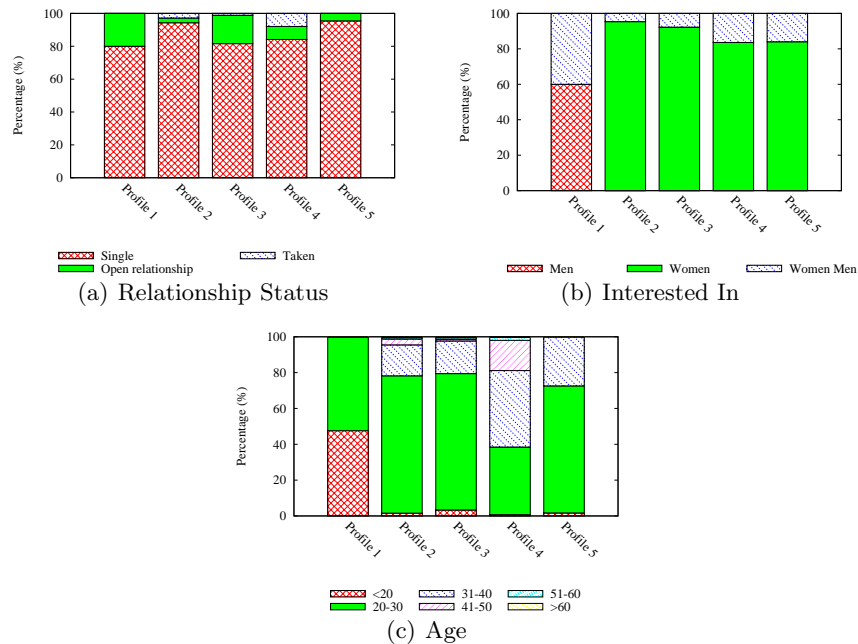 Percentage (%)
100
80
60
40
20
0
Profile 1
Profile 2
Profile 3
Profile 4
Profile 5
Single
Taken
Open relationship
(a) Relationship Status
Percentage (%)
100
80
60
40
20
0
Profile 1
Profile 2
Profile 3
Profile 4
Profile 5
Men
Women
Women Men
(b) Interested In
Percentage (%)
100
80
60
40
20
0
Profile 1
Profile 2
Profile 3
Profile 4
Profile 5
<20
31-40
51-60
20-30
41-50
>60
(c) Age